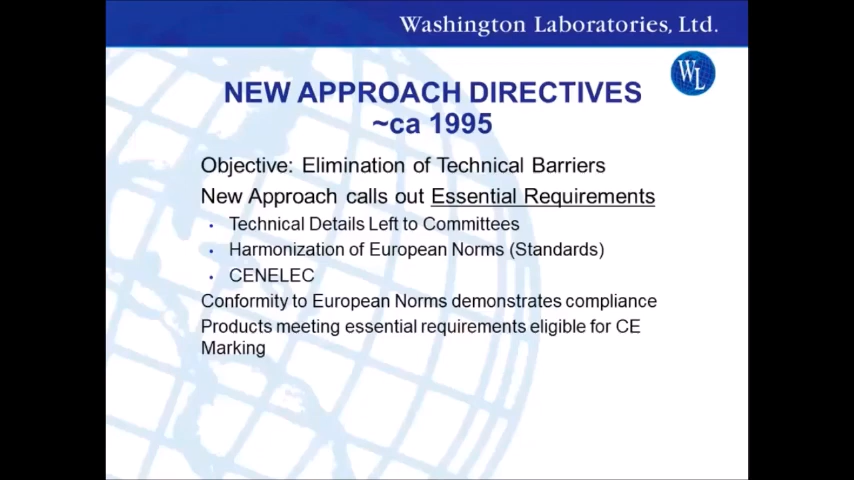 Washington Laboratories, Ltd.
WL
NEW APPROACH DIRECTIVES
~ca 1995
Objective: Elimination of Technical Barriers
New Approach calls out Essential Requirements
• Technical Details Left to Committees
• Harmonization of European Norms (Standards)
• CENELEC
Conformity to European Norms demonstrates compliance
Products meeting essential requirements eligible for CE
Marking